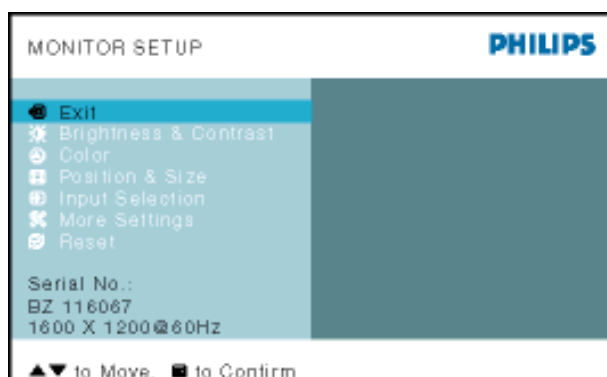 MONITOR SETUP PHILIPS
Exit
Brightness & Contrast
Color
Position & Size
Input Selection
More Settings
Reset
Serial No.:
BZ 116067
1600 X 1200@60Hz
▲▼ to Move, ■ to Confirm